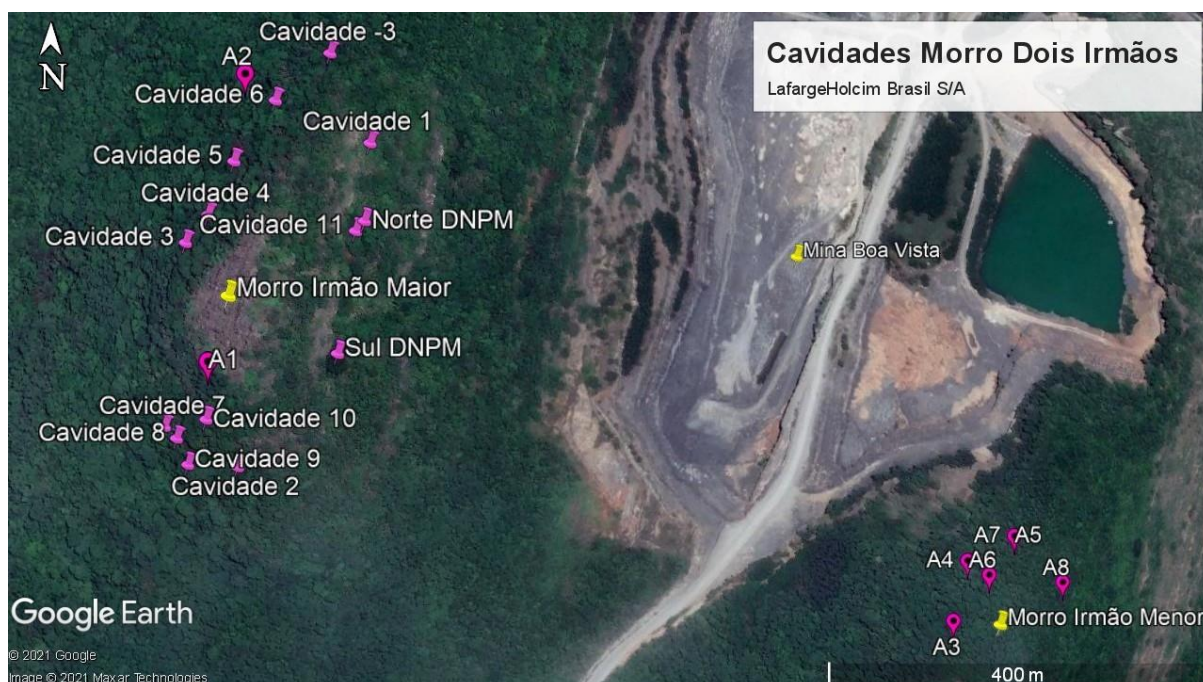 Cavidades Morro Dois Irmãos
LafargeHolcim Brasil S/A
N
Cavidade -3
A2
Cavidade 6
Cavidade 1
Cavidade 5
Cavidade 4
Cavidade 11
Norte DNPM
Cavidade 3
Mina Boa Vista
Morro Irmão Maior
Sul DNPM
A1
Cavidade 7
Cavidade 10
Cavidade 8
Cavidade 9
Cavidade 2
A7
A5
A4
A6
A8
Morro Irmão Menor
A3
Google Earth
© 2021 Google
Image © 2021 Maxar Technologies
400 m